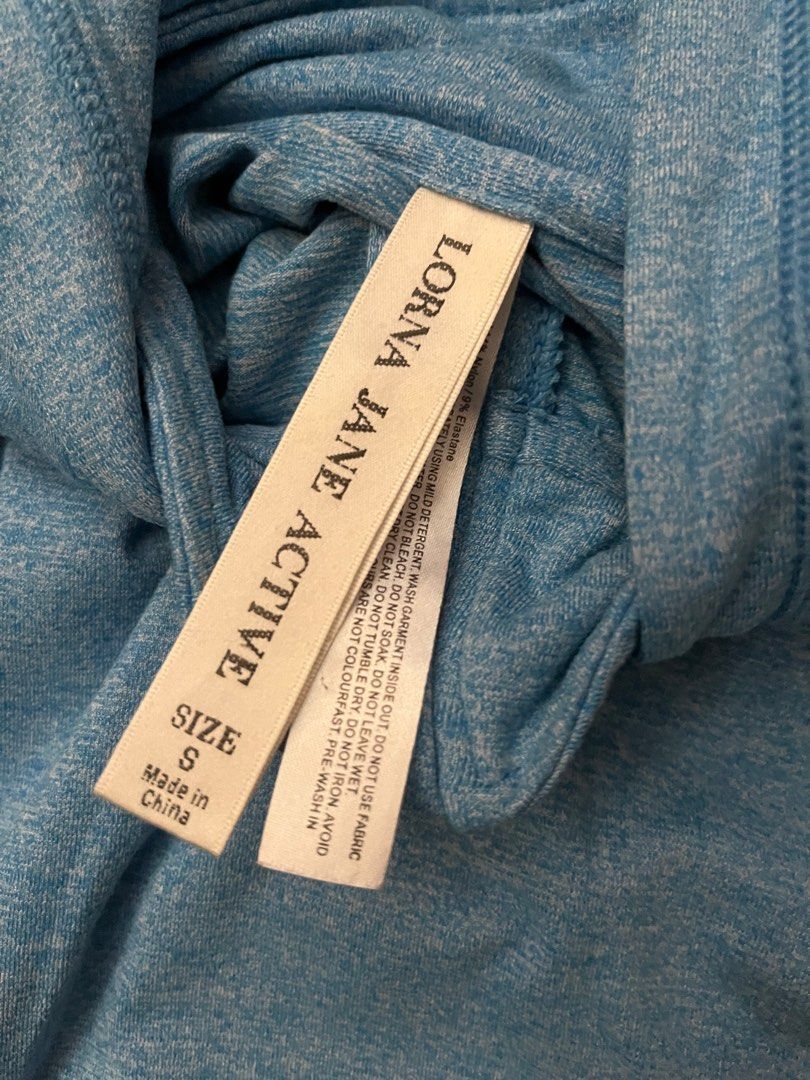 LORNA JANE ACTIVE
SIZE
S
Made in
China
/ 9% Elastane
USING MILD DETERGENT. WASH GARMENT INSIDE OUT. DO NOT USE FABRIC
DO NOT BLEACH. DO NOT SOAK. DO NOT LEAVE WET.
DRY CLEAN. DO NOT TUMBLE DRY. DO NOT IRON. AVOID
ARE NOT COLOURFAST. PRE-WASH IN